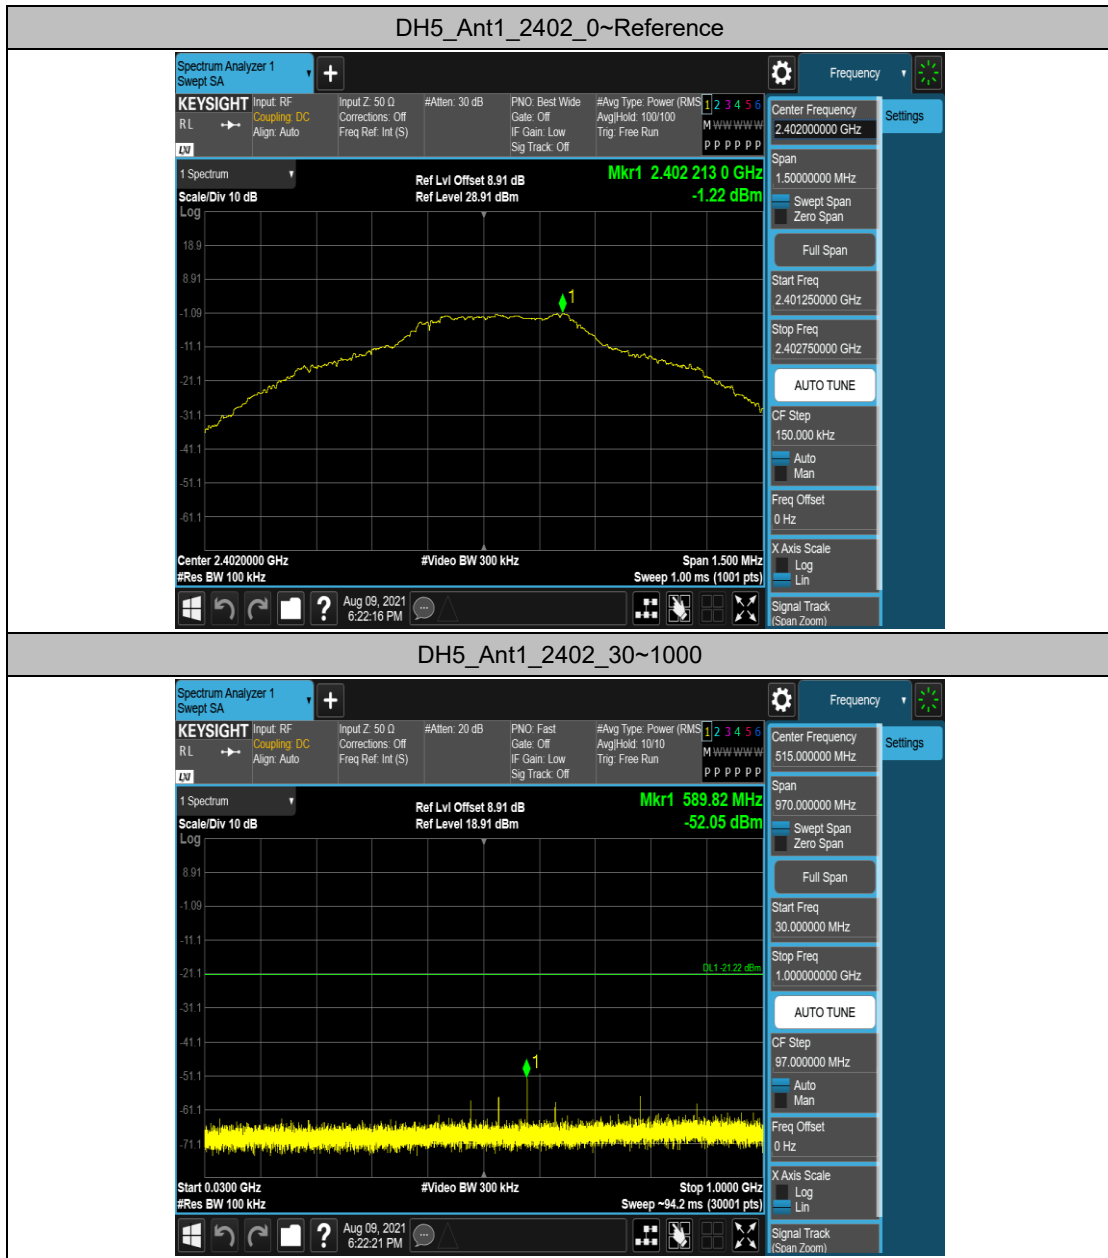 DH5_Ant1_2402_0~Reference
Spectrum Analyzer 1
Swept SA
Frequency
KEYSIGHT
RL
LXI
Input: RF
Coupling: DC
Align: Auto
Input Z: 50 Ω
Corrections: Off
Freq Ref: Int (S)
#Atten: 30 dB
PNO: Best Wide
Gate: Off
IF Gain: Low
Sig Track: Off
#Avg Type: Power (RMS
Avg|Hold: 100/100
Trig: Free Run
1 2 3 4 5 6
M W W W W W
P P P P P P
Center Frequency
2.402000000 GHz
Settings
Span
1.50000000 MHz
Swept Span
Zero Span
Full Span
Start Freq
2.401250000 GHz
Stop Freq
2.402750000 GHz
AUTO TUNE
CF Step
150.000 kHz
Auto
Man
Freq Offset
0 Hz
X Axis Scale
Log
Lin
Signal Track
(Span Zoom)
1 Spectrum
Scale/Div 10 dB
Log
Ref Lvl Offset 8.91 dB
Ref Level 28.91 dBm
Mkr1 2.402 213 0 GHz
-1.22 dBm
18.9
8.91
1
-1.09
-11.1
-21.1
-31.1
-41.1
-51.1
-61.1
Center 2.4020000 GHz
#Res BW 100 kHz
#Video BW 300 kHz
Span 1.500 MHz
Sweep 1.00 ms (1001 pts)
?
Aug 09, 2021
6:22:16 PM
DH5_Ant1_2402_30~1000
Spectrum Analyzer 1
Swept SA
Frequency
KEYSIGHT
RL
LXI
Input: RF
Coupling: DC
Align: Auto
Input Z: 50 Ω
Corrections: Off
Freq Ref: Int (S)
#Atten: 20 dB
PNO: Fast
Gate: Off
IF Gain: Low
Sig Track: Off
#Avg Type: Power (RMS
Avg|Hold: 10/10
Trig: Free Run
1 2 3 4 5 6
M W W W W W
P P P P P P
Center Frequency
515.000000 MHz
Settings
Span
970.000000 MHz
Swept Span
Zero Span
Full Span
Start Freq
30.000000 MHz
Stop Freq
1.000000000 GHz
AUTO TUNE
CF Step
97.000000 MHz
Auto
Man
Freq Offset
0 Hz
X Axis Scale
Log
Lin
Signal Track
(Span Zoom)
1 Spectrum
Scale/Div 10 dB
Log
Ref Lvl Offset 8.91 dB
Ref Level 18.91 dBm
Mkr1 589.82 MHz
-52.05 dBm
8.91
-1.09
-11.1
-21.1
DL1 -21.22 dBm
-31.1
-41.1
1
-51.1
-61.1
-71.1
Start 0.0300 GHz
#Res BW 100 kHz
#Video BW 300 kHz
Stop 1.0000 GHz
Sweep ~94.2 ms (30001 pts)
?
Aug 09, 2021
6:22:21 PM